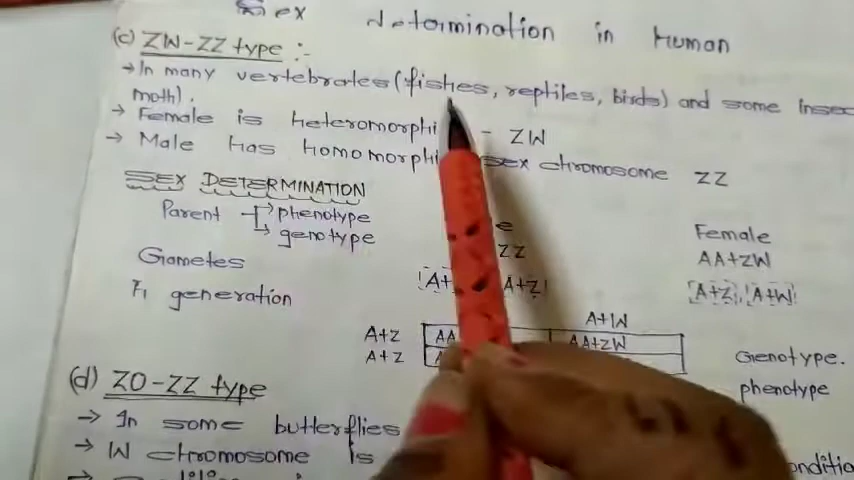 Sex determination in Human
(c) ZW-ZZ type :-
→ In many vertebrates (fishes, reptiles, birds) and some insec
moth).
→ Female is heteromorphi - ZW
→ Male has homomorphi sex chromosome ZZ
SEX DETERMINATION
Parent → phenotype e Female
→ genotype ZZ AA+ZW
Gametes A+ A+Z A+Z, A+W
F₁ generation
A+W
A+Z AA AA+ZW
A+Z Genotype.
phenotype
(d) ZO-ZZ type
→ In some butterflies
→ W chromosome is
onditio